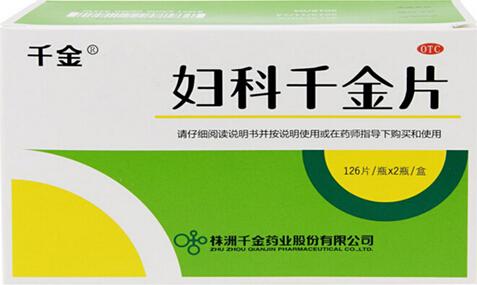 千金®
OTC
妇科千金片
请仔细阅读说明书并按说明使用或在药师指导下购买和使用
126片/瓶x2瓶/盒
株洲千金药业股份有限公司
ZHU ZHOU QIANJIN PHARMACEUTICAL CO.,LTD.